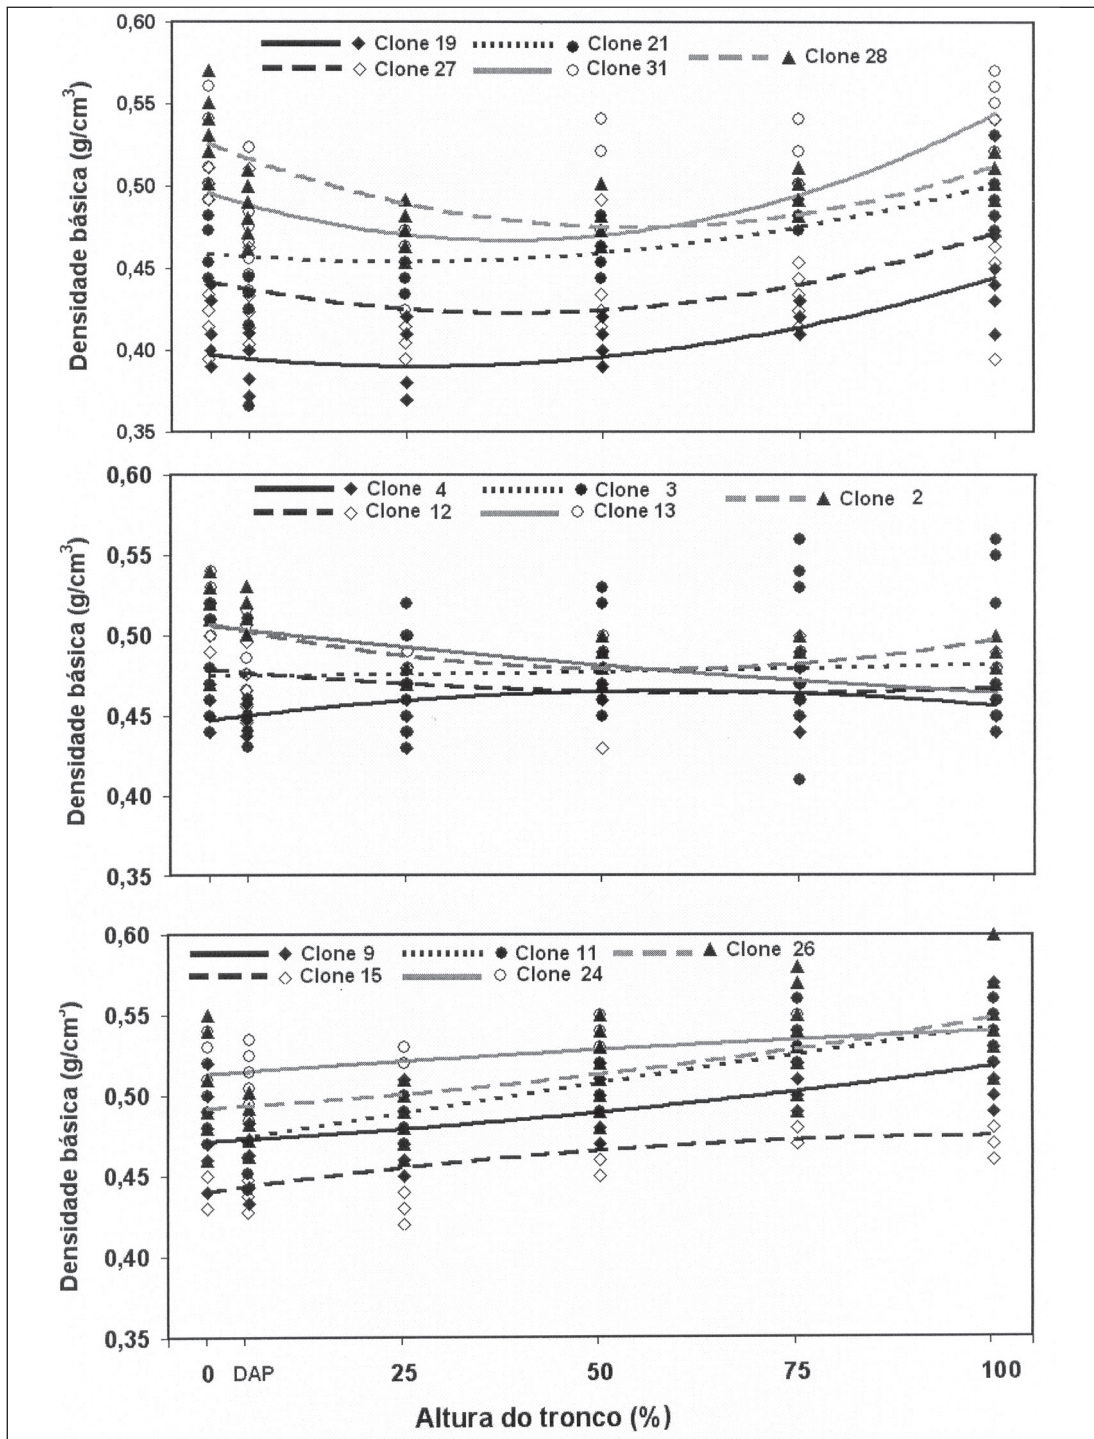 0,60
Clone 19 Clone 21 Clone 28
Clone 27 Clone 31
0,55
0,50
0,45
0,40
0,35
Densidade básica (g/cm³)
0,60
Clone 4 Clone 3 Clone 2
Clone 12 Clone 13
0,55
0,50
0,45
0,40
0,35
Densidade básica (g/cm³)
0,60
Clone 9 Clone 11 Clone 26
Clone 15 Clone 24
0,55
0,50
0,45
0,40
0,35
Densidade básica (g/cm³)
0 DAP 25 50 75 100
Altura do tronco (%)